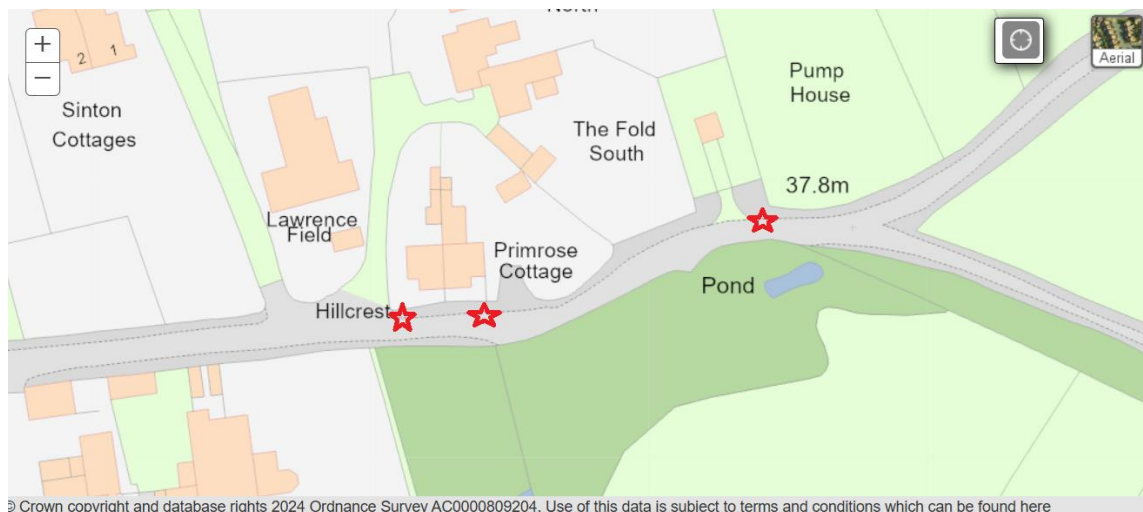 North
+
−
2
1
Aerial
Pump
House
Sinton
Cottages
The Fold
South
37.8m
Lawrence
Field
Primrose
Cottage
Pond
Hillcrest
© Crown copyright and database rights 2024 Ordnance Survey AC0000809204. Use of this data is subject to terms and conditions which can be found here